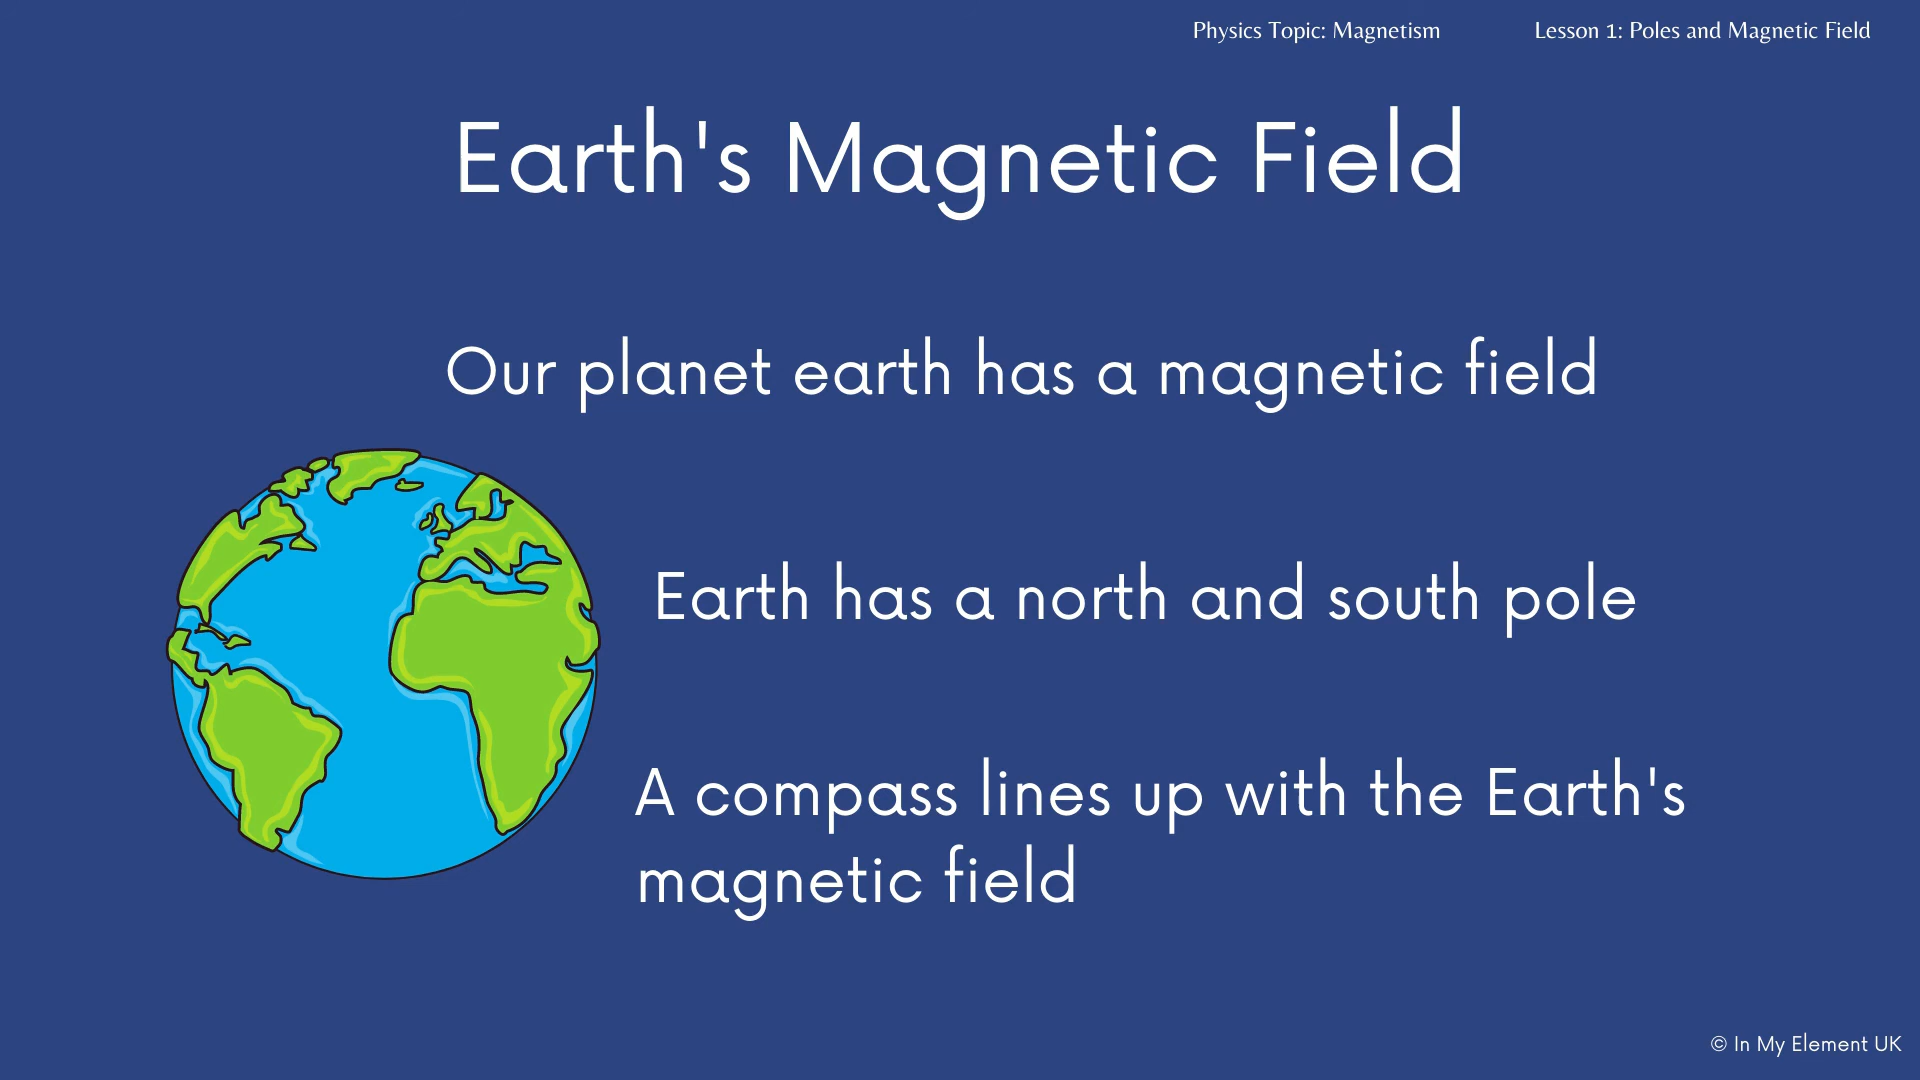 Physics Topic: Magnetism
Lesson 1: Poles and Magnetic Field
Earth's Magnetic Field
Our planet earth has a magnetic field
Earth has a north and south pole
A compass lines up with the Earth's
magnetic field
© In My Element UK